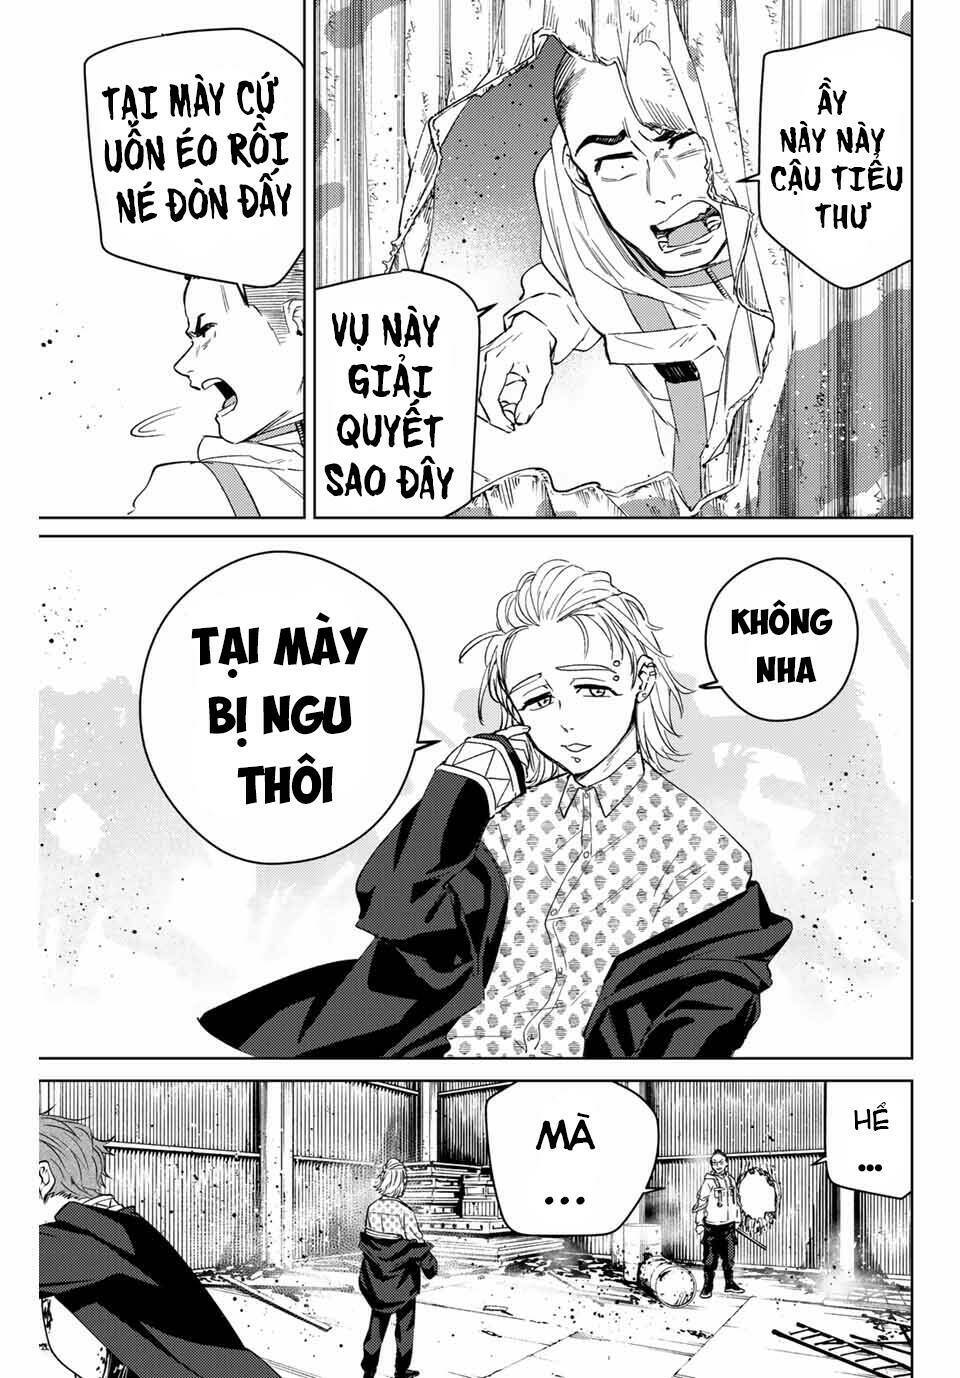 ẦY
NÀY NÀY
CẬU TIỂU
THƯ
VỤ NÀY
GIẢI
QUYẾT
SAO ĐÂY
TẠI MÀY CỨ
UỐN ÉO RỒI
NÉ ĐÒN ĐẤY
KHÔNG
NHA
TẠI MÀY
BỊ NGU
THÔI
HỂ
...
MÀ
...